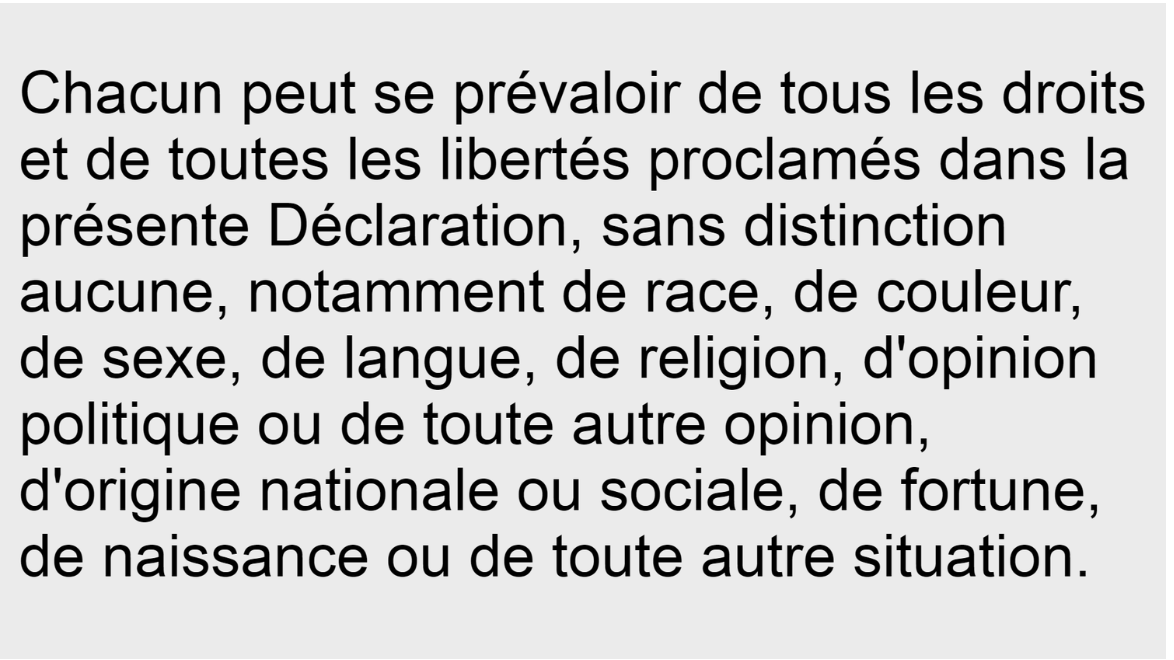 Chacun peut se prévaloir de tous les droits
et de toutes les libertés proclamés dans la
présente Déclaration, sans distinction
aucune, notamment de race, de couleur,
de sexe, de langue, de religion, d'opinion
politique ou de toute autre opinion,
d'origine nationale ou sociale, de fortune,
de naissance ou de toute autre situation.